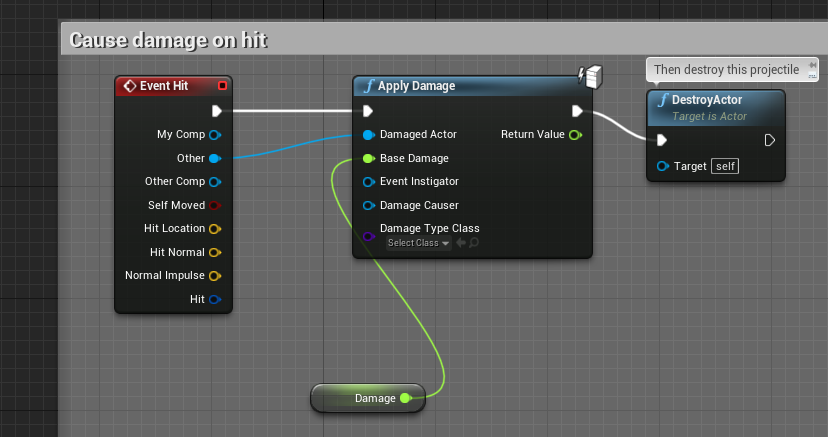 Cause damage on hit
Then destroy this projectile
Event Hit
My Comp
Other
Other Comp
Self Moved
Hit Location
Hit Normal
Normal Impulse
Hit
f Apply Damage
Damaged Actor
Return Value
Base Damage
Event Instigator
Damage Causer
Damage Type Class
Select Class
f DestroyActor
Target is Actor
Target self
Damage